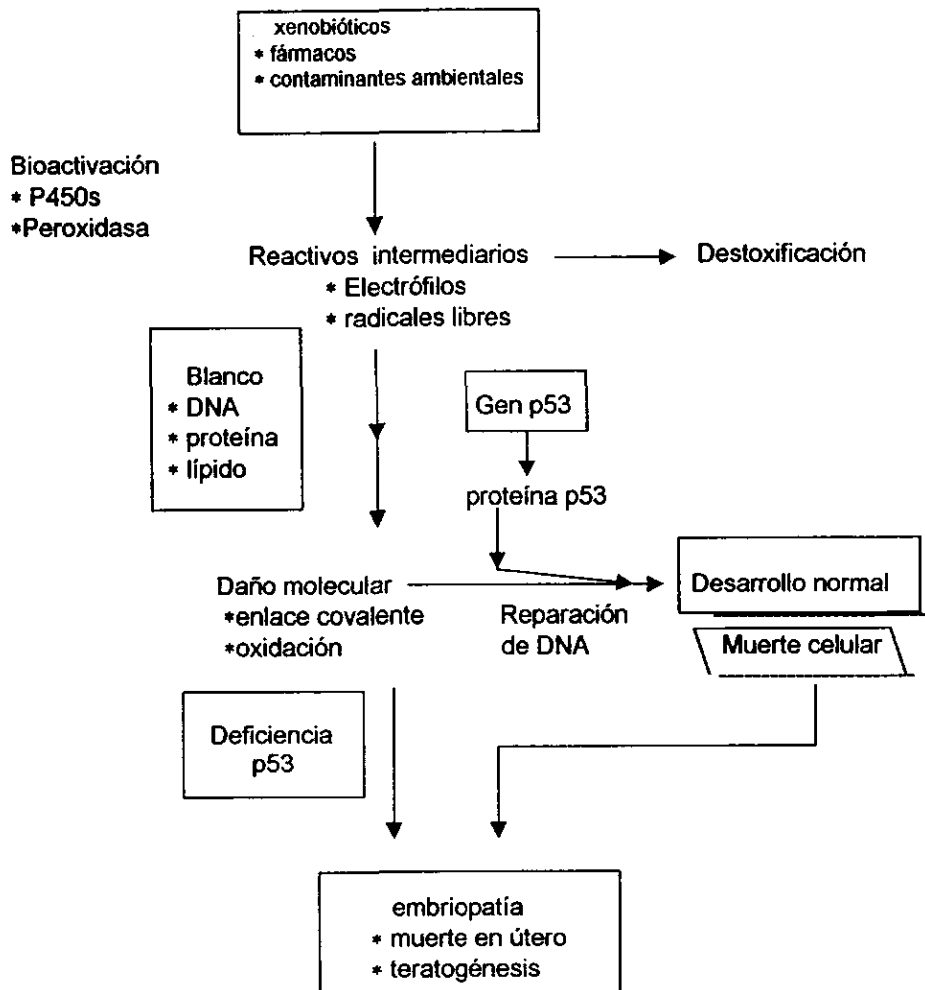 xenobióticos
* fármacos
* contaminantes ambientales
Bioactivación
* P450s
*Peroxidasa
Reactivos intermediarios
* Electrófilos
* radicales libres
Destoxificación
Blanco
* DNA
* proteína
* lípido
Gen p53
proteína p53
Daño molecular
*enlace covalente
*oxidación
Reparación
de DNA
Desarrollo normal
Muerte celular
Deficiencia
p53
embriopatía
* muerte en útero
* teratogénesis